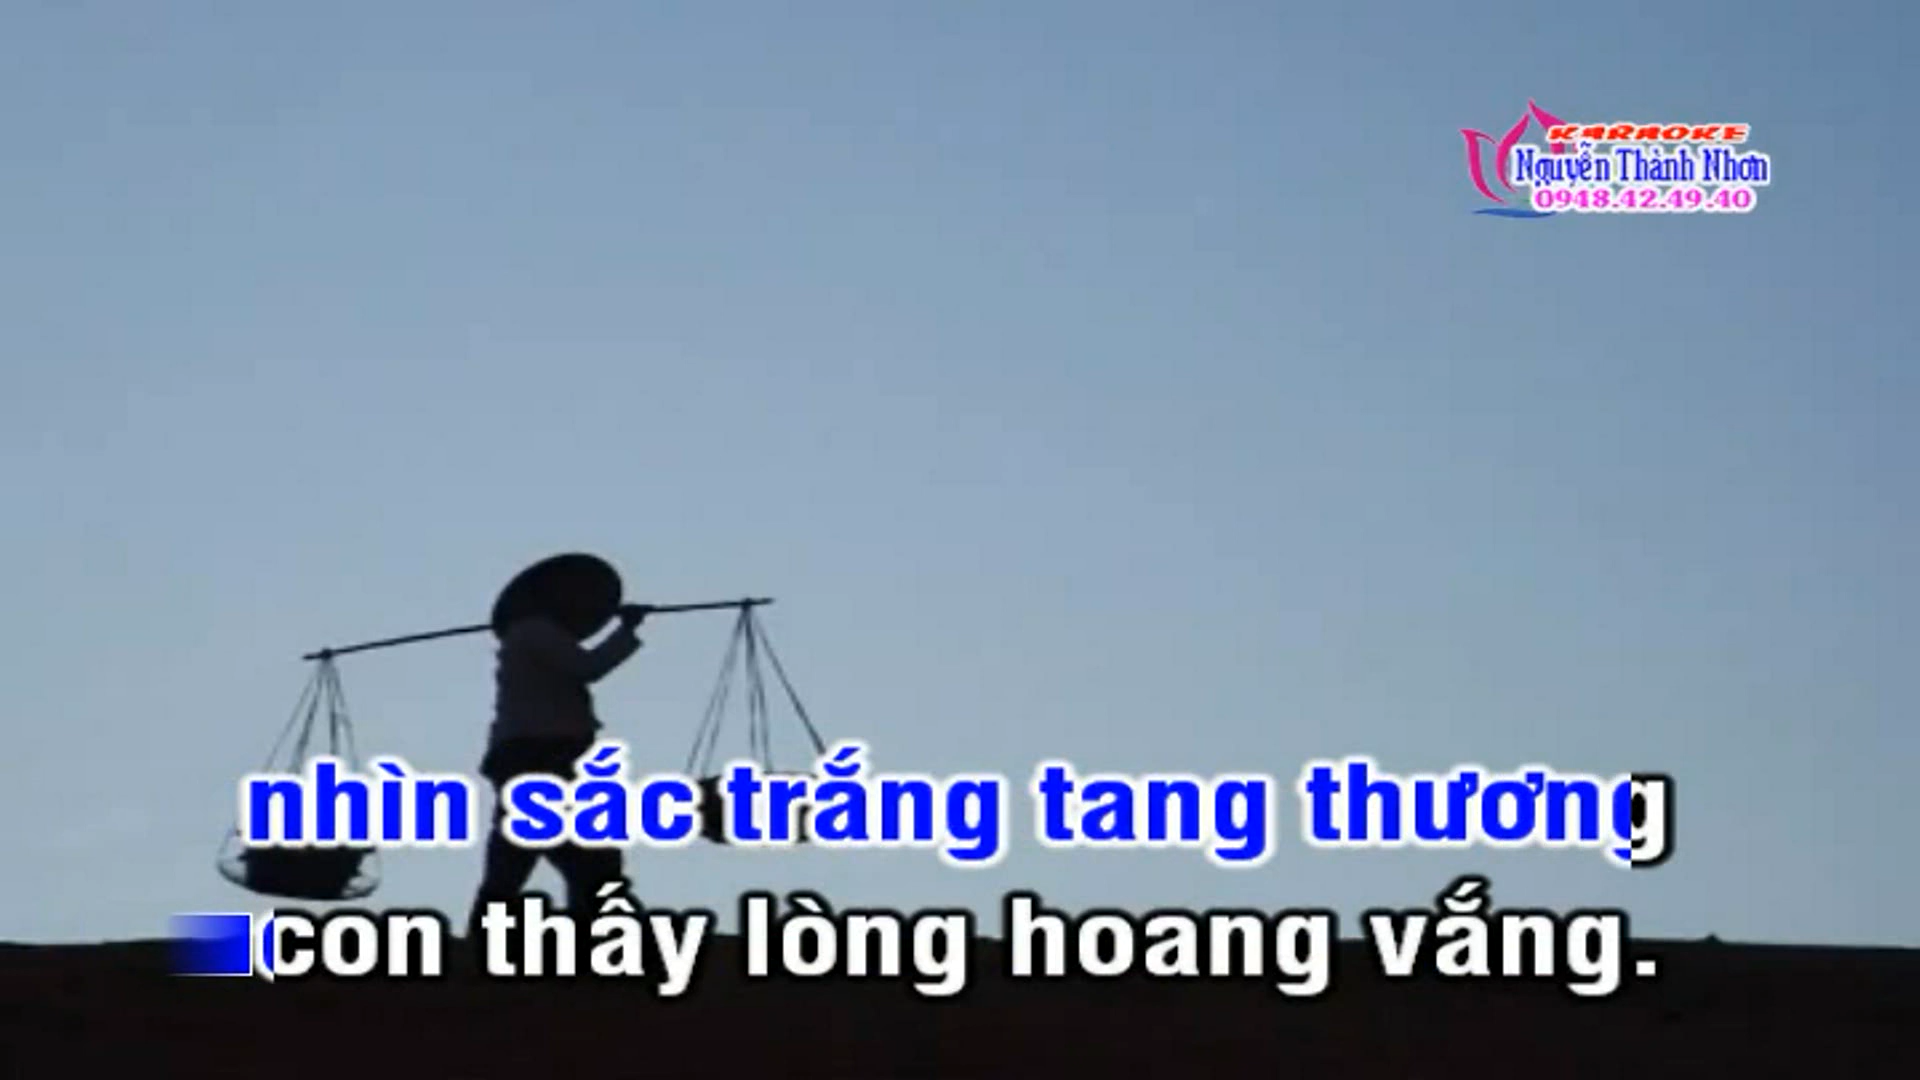 KARAOKE
Nguyễn Thành Nhơn
0948.42.49.40
nhìn sắc trắng tang thương
con thấy lòng hoang vắng.